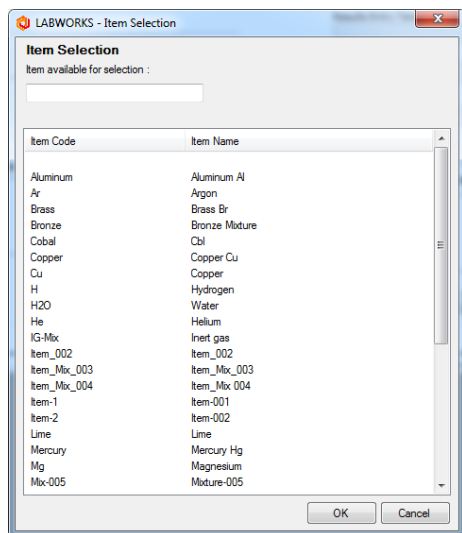 LABWORKS - Item Selection
Item Selection
Item available for selection :
Item Code Item Name
Aluminum Aluminum Al
Ar Argon
Brass Brass Br
Bronze Bronze Mixture
Cobal Cbl
Copper Copper Cu
Cu Copper
H Hydrogen
H2O Water
He Helium
IG-Mix Inert gas
Item_002 Item_002
Item_Mix_003 Item_Mix_003
Item_Mix_004 Item_Mix 004
Item-1 Item-001
Item-2 Item-002
Lime Lime
Mercury Mercury Hg
Mg Magnesium
Mix-005 Mixture-005
OK Cancel